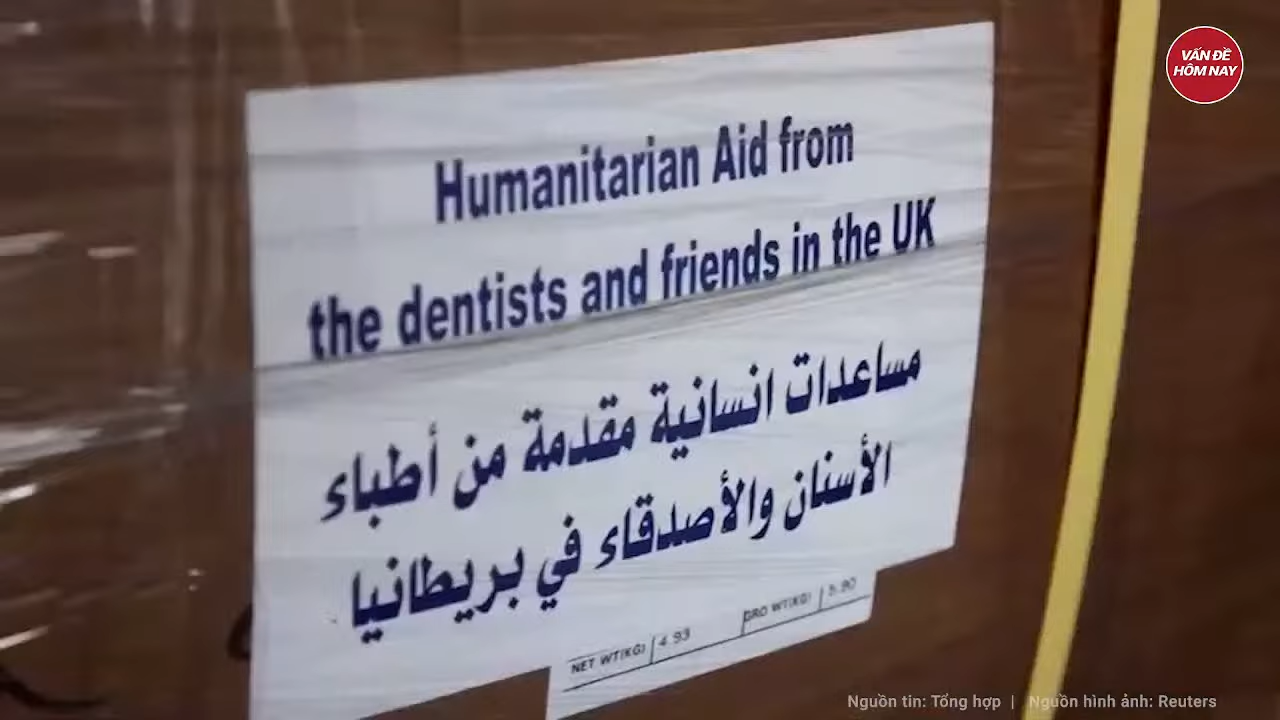 VẤN ĐỀ
HÔM NAY
Humanitarian Aid from
the dentists and friends in the UK
مساعدات انسانية مقدمة من أطباء
الأسنان والأصدقاء في بريطانيا
NET WT(KG) 4.93 GRO WT(KG) 5.90
Nguồn tin: Tổng hợp | Nguồn hình ảnh: Reuters